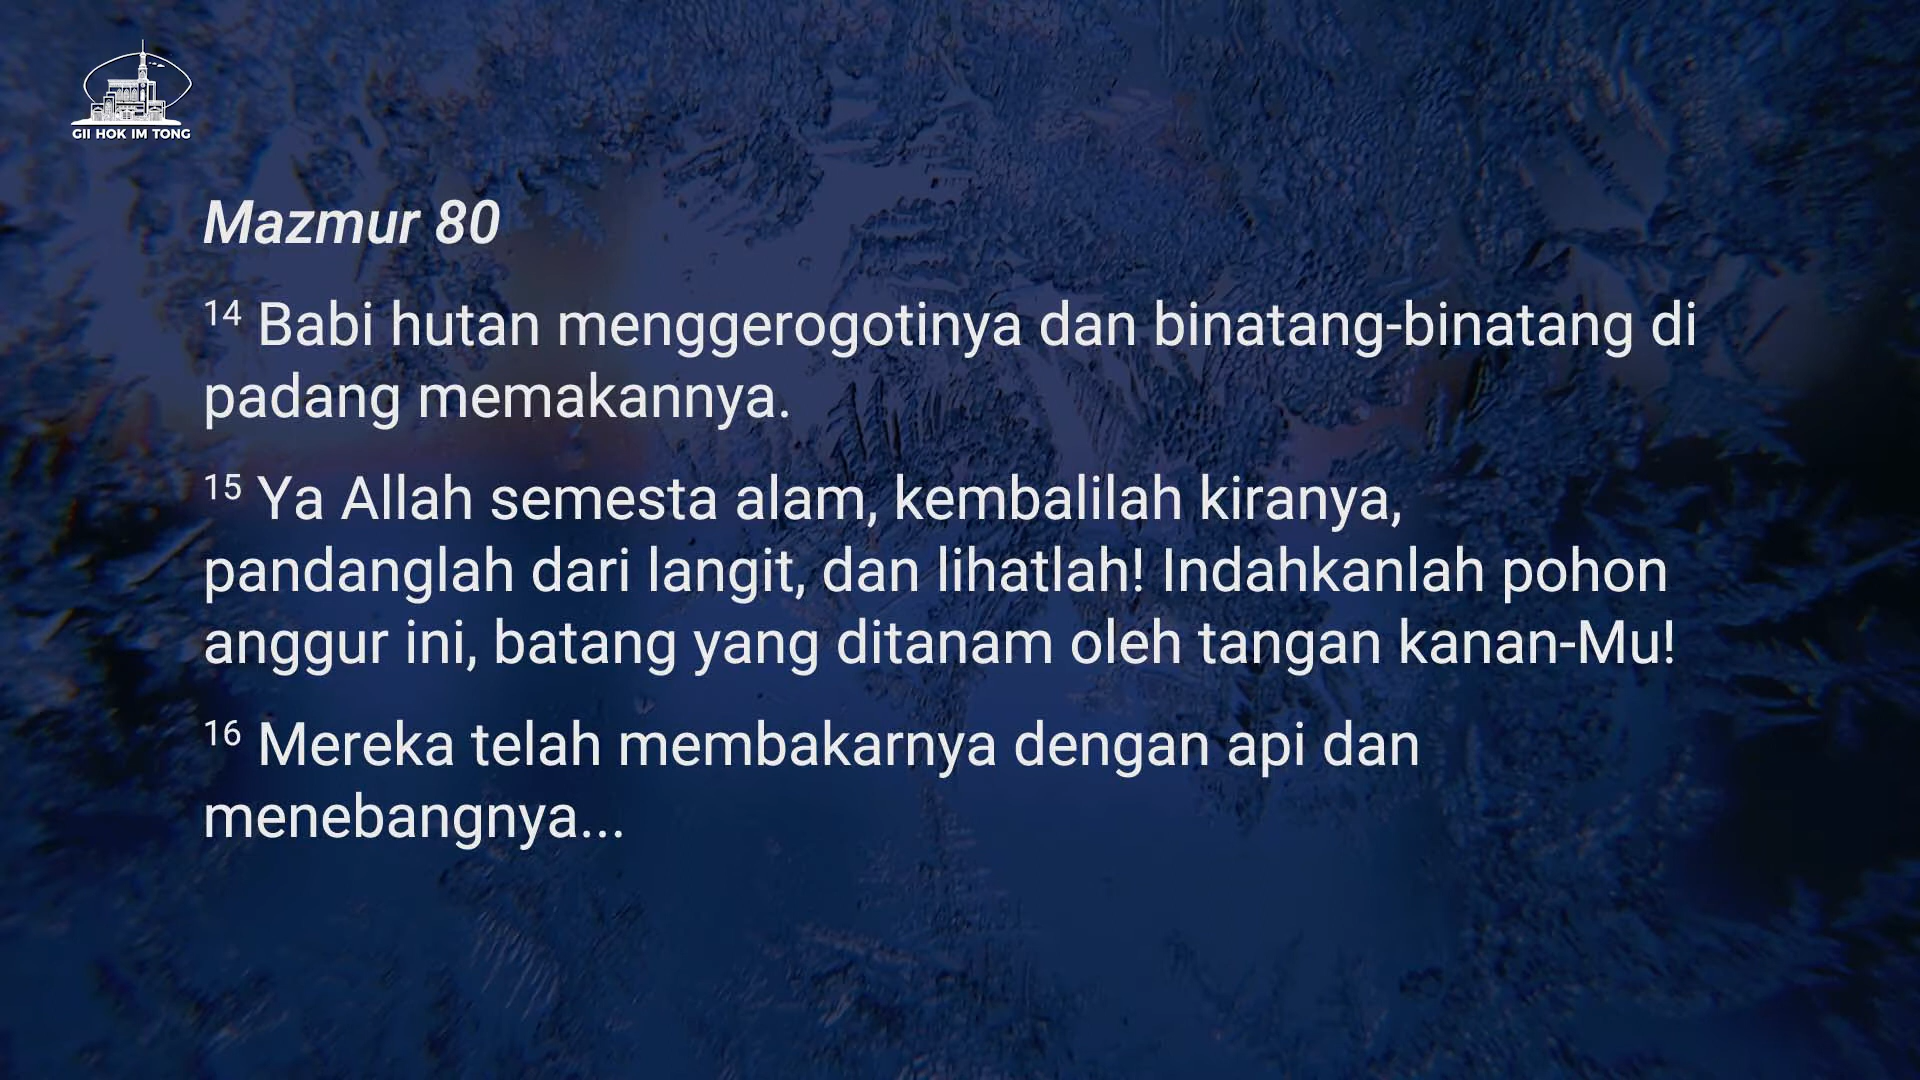 GII HOK IM TONG
Mazmur 80
14 Babi hutan menggerogotinya dan binatang-binatang di
padang memakannya.
15 Ya Allah semesta alam, kembalilah kiranya,
pandanglah dari langit, dan lihatlah! Indahkanlah pohon
anggur ini, batang yang ditanam oleh tangan kanan-Mu!
16 Mereka telah membakarnya dengan api dan
menebangnya...